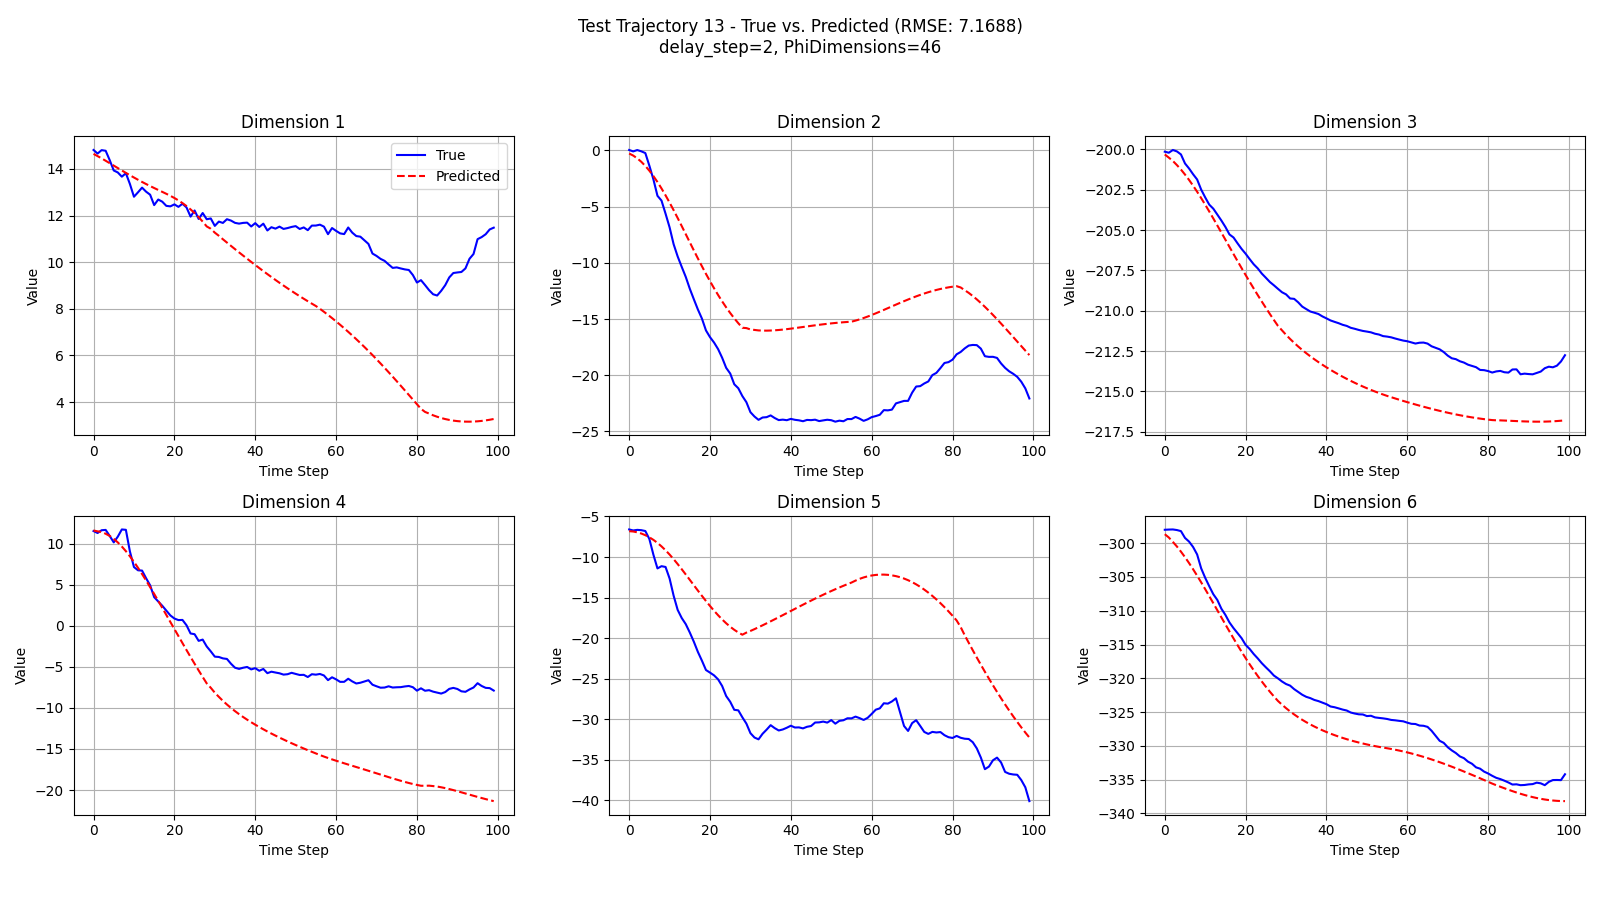 Test Trajectory 13 - True vs. Predicted (RMSE: 7.1688)
delay_step=2, PhiDimensions=46
Dimension 1
Value
14
12
10
8
6
4
0 20 40 60 80 100
Time Step
True
Predicted
Dimension 2
Value
0
−5
−10
−15
−20
−25
0 20 40 60 80 100
Time Step
Dimension 3
Value
−200.0
−202.5
−205.0
−207.5
−210.0
−212.5
−215.0
−217.5
0 20 40 60 80 100
Time Step
Dimension 4
Value
10
5
0
−5
−10
−15
−20
0 20 40 60 80 100
Time Step
Dimension 5
Value
−5
−10
−15
−20
−25
−30
−35
−40
0 20 40 60 80 100
Time Step
Dimension 6
Value
−300
−305
−310
−315
−320
−325
−330
−335
−340
0 20 40 60 80 100
Time Step